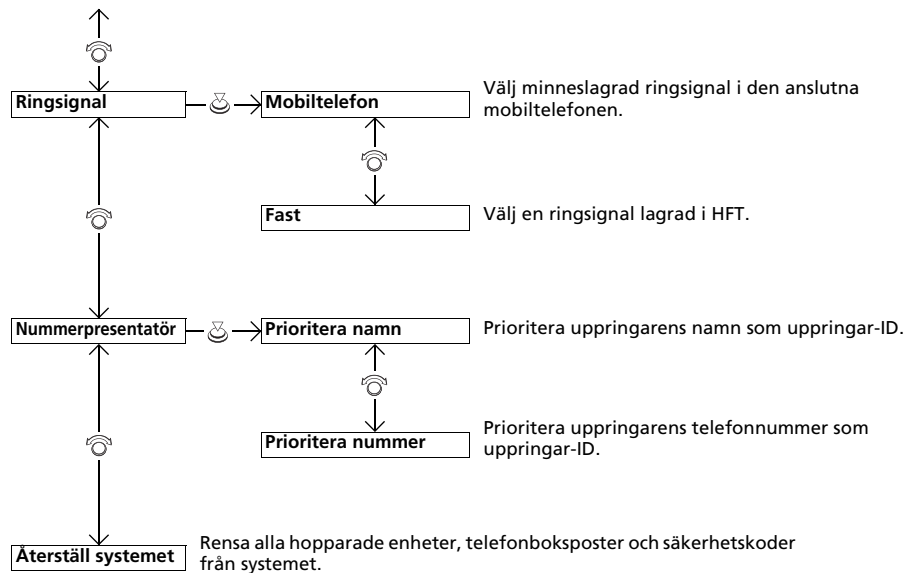 Ringsignal
Mobiltelefon
Välj minneslagrad ringsignal i den anslutna
mobiltelefonen.
Fast
Välj en ringsignal lagrad i HFT.
Nummerpresentatör
Prioritera namn
Prioritera uppringarens namn som uppringar-ID.
Prioritera nummer
Prioritera uppringarens telefonnummer som
uppringar-ID.
Återställ systemet
Rensa alla hopparade enheter, telefonboksposter och säkerhetskoder
från systemet.